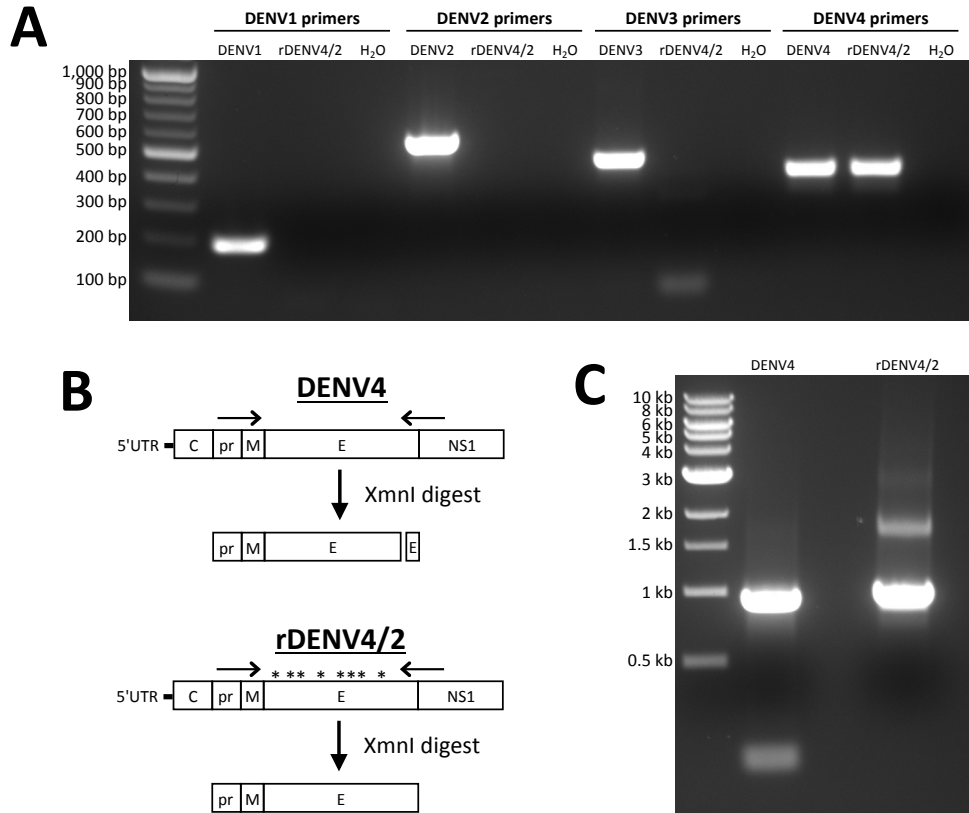 A
DENV1 primers DENV2 primers DENV3 primers DENV4 primers
DENV1 rDENV4/2 H₂O DENV2 rDENV4/2 H₂O DENV3 rDENV4/2 H₂O DENV4 rDENV4/2 H₂O
1,000 bp
900 bp
800 bp
700 bp
600 bp
500 bp
400 bp
300 bp
200 bp
100 bp
B
DENV4
5'UTR C pr M E NS1
XmnI digest
pr M E E
rDENV4/2
* *** * *** *
5'UTR C pr M E NS1
XmnI digest
pr M E
C
DENV4 rDENV4/2
10 kb
8 kb
6 kb
5 kb
4 kb
3 kb
2 kb
1.5 kb
1 kb
0.5 kb